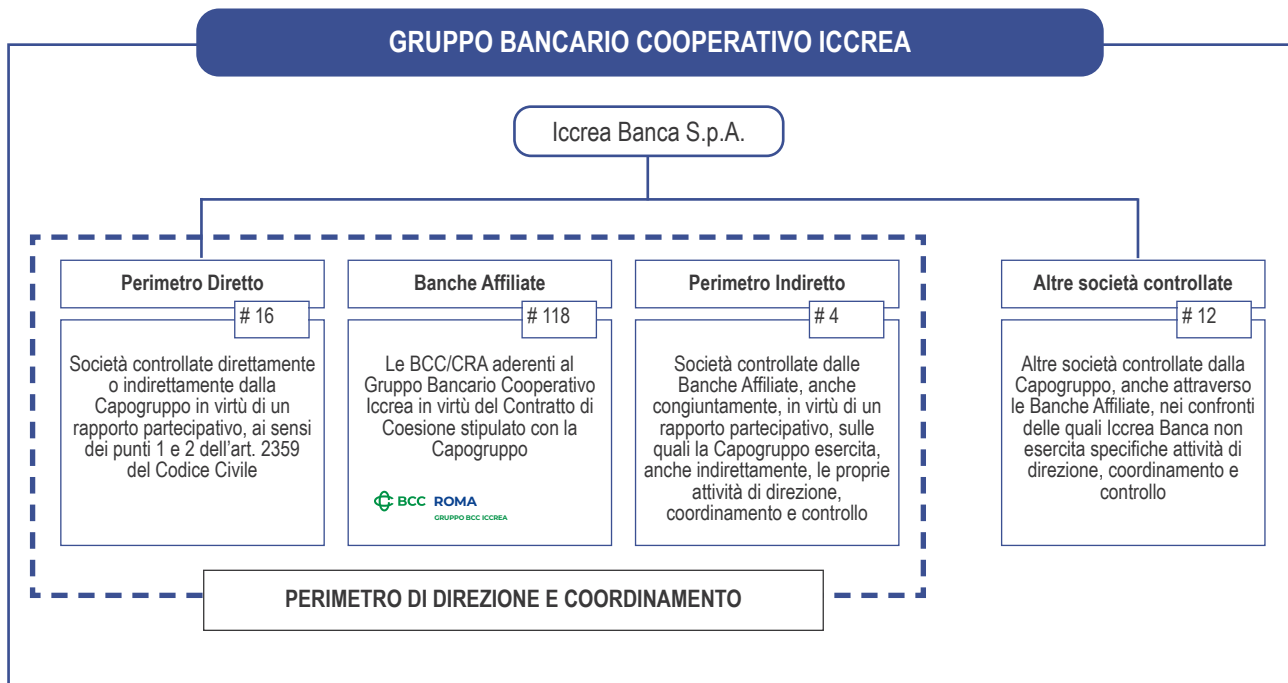 GRUPPO BANCARIO COOPERATIVO ICCREA
Iccrea Banca S.p.A.
Perimetro Diretto
# 16
Società controllate direttamente
o indirettamente dalla
Capogruppo in virtù di un
rapporto partecipativo, ai sensi
dei punti 1 e 2 dell’art. 2359
del Codice Civile
Banche Affiliate
# 118
Le BCC/CRA aderenti al
Gruppo Bancario Cooperativo
Iccrea in virtù del Contratto di
Coesione stipulato con la
Capogruppo
BCC ROMA
GRUPPO BCC ICCREA
Perimetro Indiretto
# 4
Società controllate dalle
Banche Affiliate, anche
congiuntamente, in virtù di un
rapporto partecipativo, sulle
quali la Capogruppo esercita,
anche indirettamente, le proprie
attività di direzione,
coordinamento e controllo
Altre società controllate
# 12
Altre società controllate dalla
Capogruppo, anche attraverso
le Banche Affiliate, nei confronti
delle quali Iccrea Banca non
esercita specifiche attività di
direzione, coordinamento e
controllo
PERIMETRO DI DIREZIONE E COORDINAMENTO